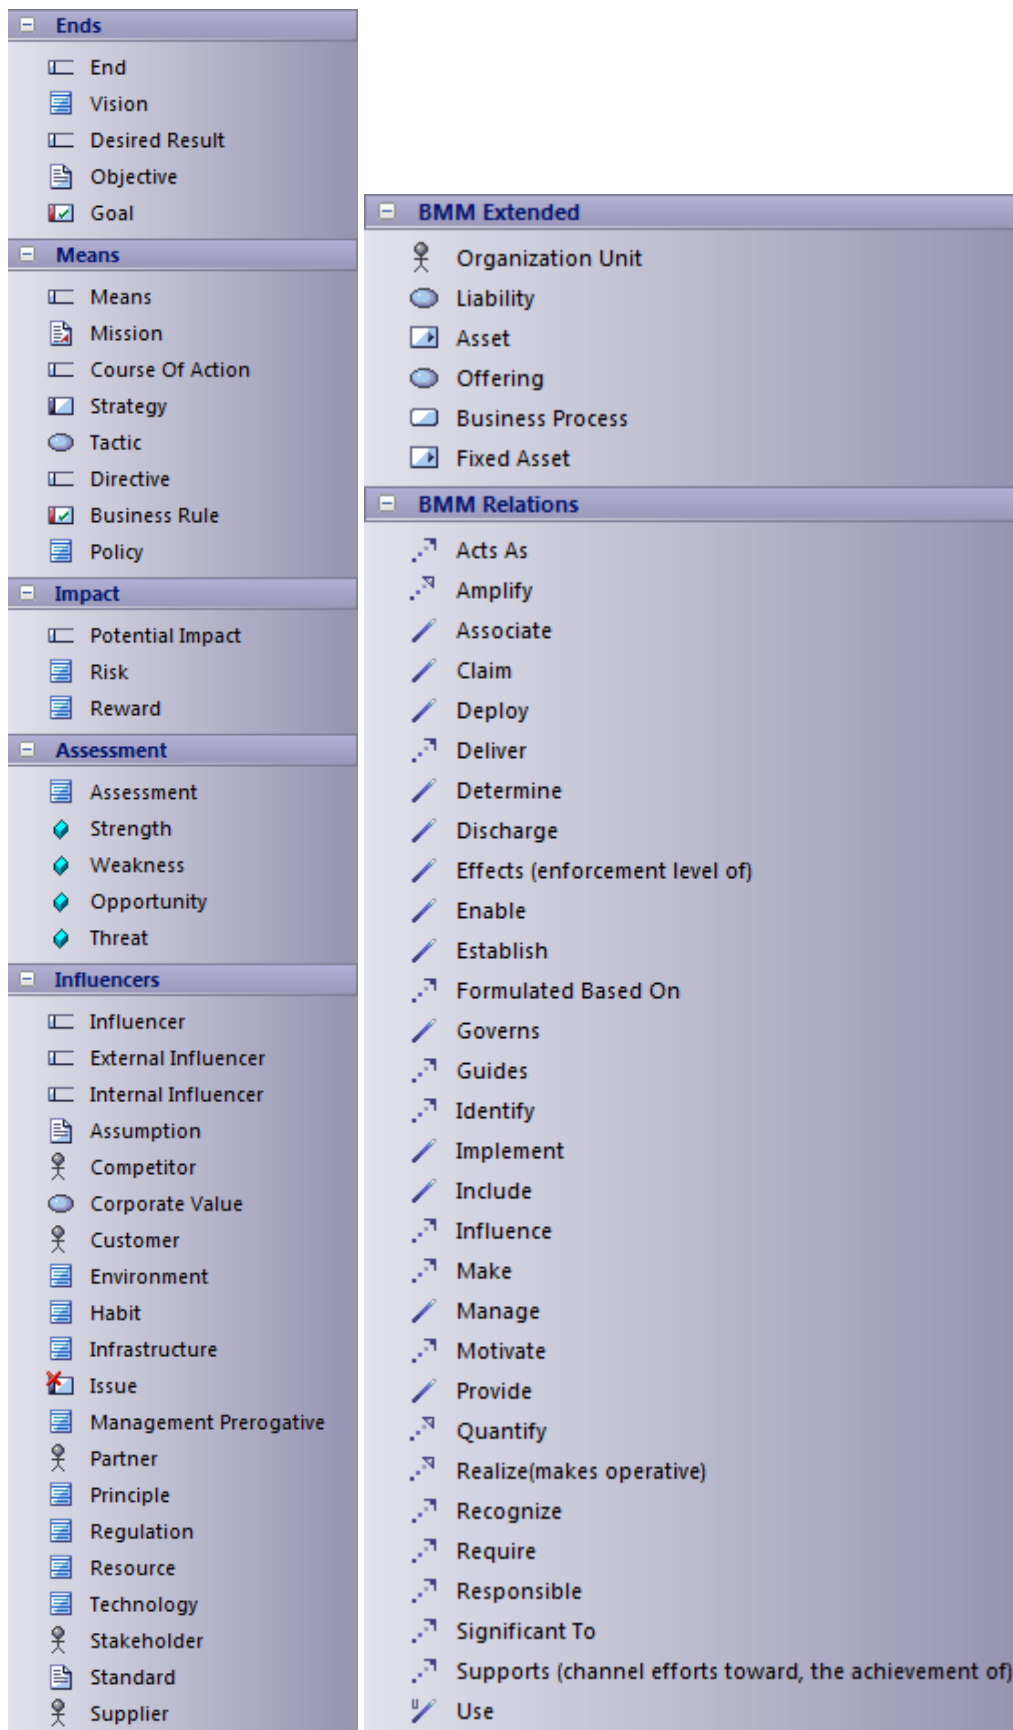 Ends
End
Vision
Desired Result
Objective
Goal
Means
Means
Mission
Course Of Action
Strategy
Tactic
Directive
Business Rule
Policy
Impact
Potential Impact
Risk
Reward
Assessment
Assessment
Strength
Weakness
Opportunity
Threat
Influencers
Influencer
External Influencer
Internal Influencer
Assumption
Competitor
Corporate Value
Customer
Environment
Habit
Infrastructure
Issue
Management Prerogative
Partner
Principle
Regulation
Resource
Technology
Stakeholder
Standard
Supplier
BMM Extended
Organization Unit
Liability
Asset
Offering
Business Process
Fixed Asset
BMM Relations
Acts As
Amplify
Associate
Claim
Deploy
Deliver
Determine
Discharge
Effects (enforcement level of)
Enable
Establish
Formulated Based On
Governs
Guides
Identify
Implement
Include
Influence
Make
Manage
Motivate
Provide
Quantify
Realize(makes operative)
Recognize
Require
Responsible
Significant To
Supports (channel efforts toward, the achievement of)
U Use